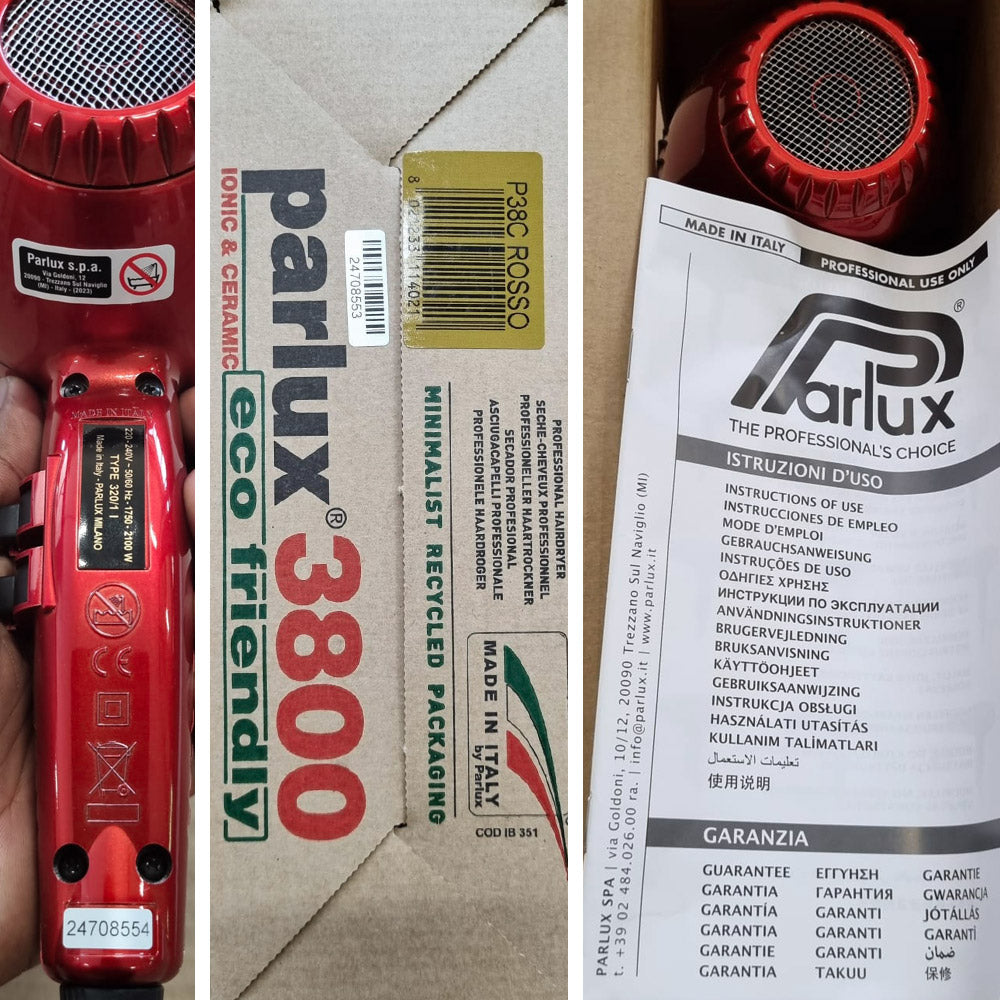 Parlux s.p.a.
Via Goldoni, 12
20090 - Trezzano Sul Naviglio
(MI) - Italy - (2023)
MADE IN ITALY
220-240V ~ 50/60 Hz - 1750 - 2100 W
TYPE 320/1 I
Made in Italy - PARLUX MILANO
CE
24708554
parlux® 3800
IONIC & CERAMIC
eco friendly
24708553
P38C ROSSO
8 021233 114021
MINIMALIST RECYCLED PACKAGING
PROFESSIONAL HAIRDRYER
SECHE-CHEVEUX PROFESSIONNEL
PROFESSIONELLER HAARTROCKNER
SECADOR PROFESIONAL
ASCIUGACAPELLI PROFESSIONALE
PROFESSIONELE HAARDROGER
MADE IN ITALY
by Parlux
COD IB 351
MADE IN ITALY
PROFESSIONAL USE ONLY
Parlux®
THE PROFESSIONAL'S CHOICE
ISTRUZIONI D'USO
INSTRUCTIONS OF USE
INSTRUCCIONES DE EMPLEO
MODE D'EMPLOI
GEBRAUCHSANWEISUNG
INSTRUÇÕES DE USO
ΟΔΗΓΙΕΣ ΧΡΗΣΗΣ
ИНСТРУКЦИИ ПО ЭКСПЛУАТАЦИИ
ANVÄNDNINGSINSTRUKTIONER
BRUGERVEJLEDNING
BRUKSANVISNING
KÄYTTÖOHJEET
GEBRUIKSAANWIJZING
INSTRUKCJA OBSŁUGI
HASZNÁLATI UTASÍTÁS
KULLANIM TALİMATLARI
تعليمات الاستعمال
使用说明
GARANZIA
GUARANTEE ΕΓΓΥΗΣΗ GARANTIE
GARANTIA ГАРАНТИЯ GWARANCJA
GARANTÍA GARANTI JÓTÁLLÁS
GARANTIA GARANTI GARANTİ
GARANTIE GARANTI ضمان
GARANTIA TAKUU 保修
PARLUX SPA | via Goldoni, 10/12, 20090 Trezzano Sul Naviglio (MI)
t. +39 02 484.026.00 ra. | info@parlux.it | www.parlux.it